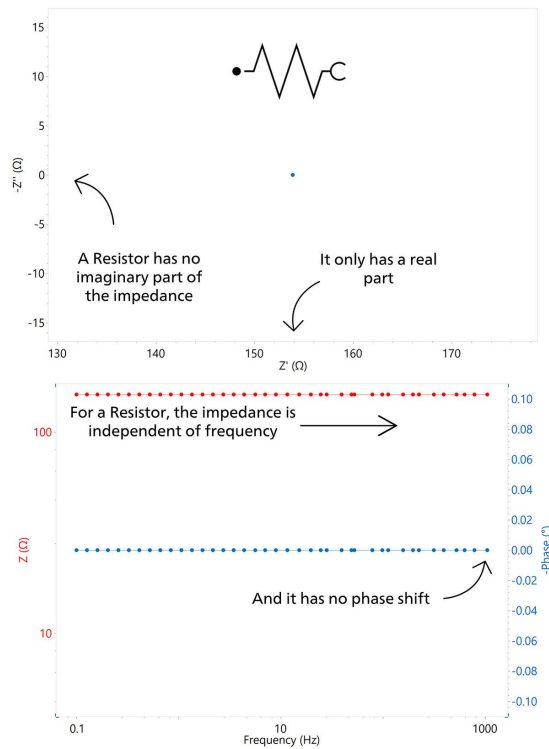 15
10
5
0
-5
-10
-15
-Z'' (Ω)
A Resistor has no
imaginary part of
the impedance
It only has a real
part
130
140
150
160
170
Z' (Ω)
For a Resistor, the impedance is
independent of frequency
100
10
Z (Ω)
0.10
0.08
0.06
0.04
0.02
0.00
-0.02
-0.04
-0.06
-0.08
-0.10
-Phase (°)
And it has no phase shift
0.1
10
1000
Frequency (Hz)